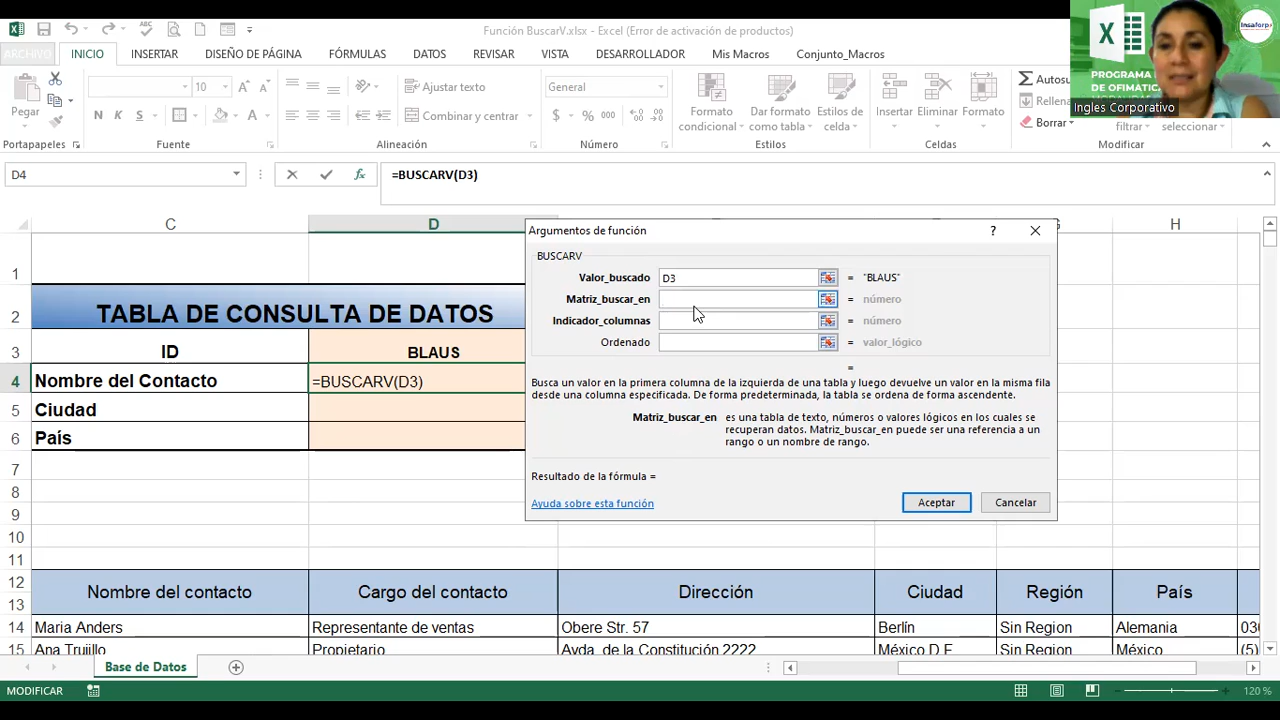 Función BuscarV.xlsx - Excel (Error de activación de productos)
ARCHIVO INICIO INSERTAR DISEÑO DE PÁGINA FÓRMULAS DATOS REVISAR VISTA DESARROLLADOR Mis Macros Conjunto_Macros
Pegar
10
N K S
Ajustar texto
Combinar y centrar
General
$ % 000
Formato condicional
Dar formato como tabla
Estilos de celda
Insertar Eliminar Formato
Borrar
filtrar
seleccionar
Portapapeles Fuente Alineación Número Estilos Celdas Modificar
PROGRAMA
DE OFIMÁTIC
Ingles Corporativo
Insaforp
D4
=BUSCARV(D3)
C D H
1
2 TABLA DE CONSULTA DE DATOS
3 ID BLAUS
4 Nombre del Contacto =BUSCARV(D3)
5 Ciudad
6 País
7
8
9
10
11
12 Nombre del contacto Cargo del contacto Dirección Ciudad Región País
13
14 Maria Anders Representante de ventas Obere Str. 57 Berlín Sin Region Alemania 030
15 Ana Trujillo Propietario Avda. de la Constitución 2222 México D.F. Sin Region México (5)
Argumentos de función
BUSCARV
Valor_buscado D3 = "BLAUS"
Matriz_buscar_en = número
Indicador_columnas = número
Ordenado = valor_lógico
=
Busca un valor en la primera columna de la izquierda de una tabla y luego devuelve un valor en la misma fila
desde una columna especificada. De forma predeterminada, la tabla se ordena de forma ascendente.
Matriz_buscar_en es una tabla de texto, números o valores lógicos en los cuales se
recuperan datos. Matriz_buscar_en puede ser una referencia a un
rango o un nombre de rango.
Resultado de la fórmula =
Ayuda sobre esta función
Aceptar Cancelar
Base de Datos
MODIFICAR
120 %